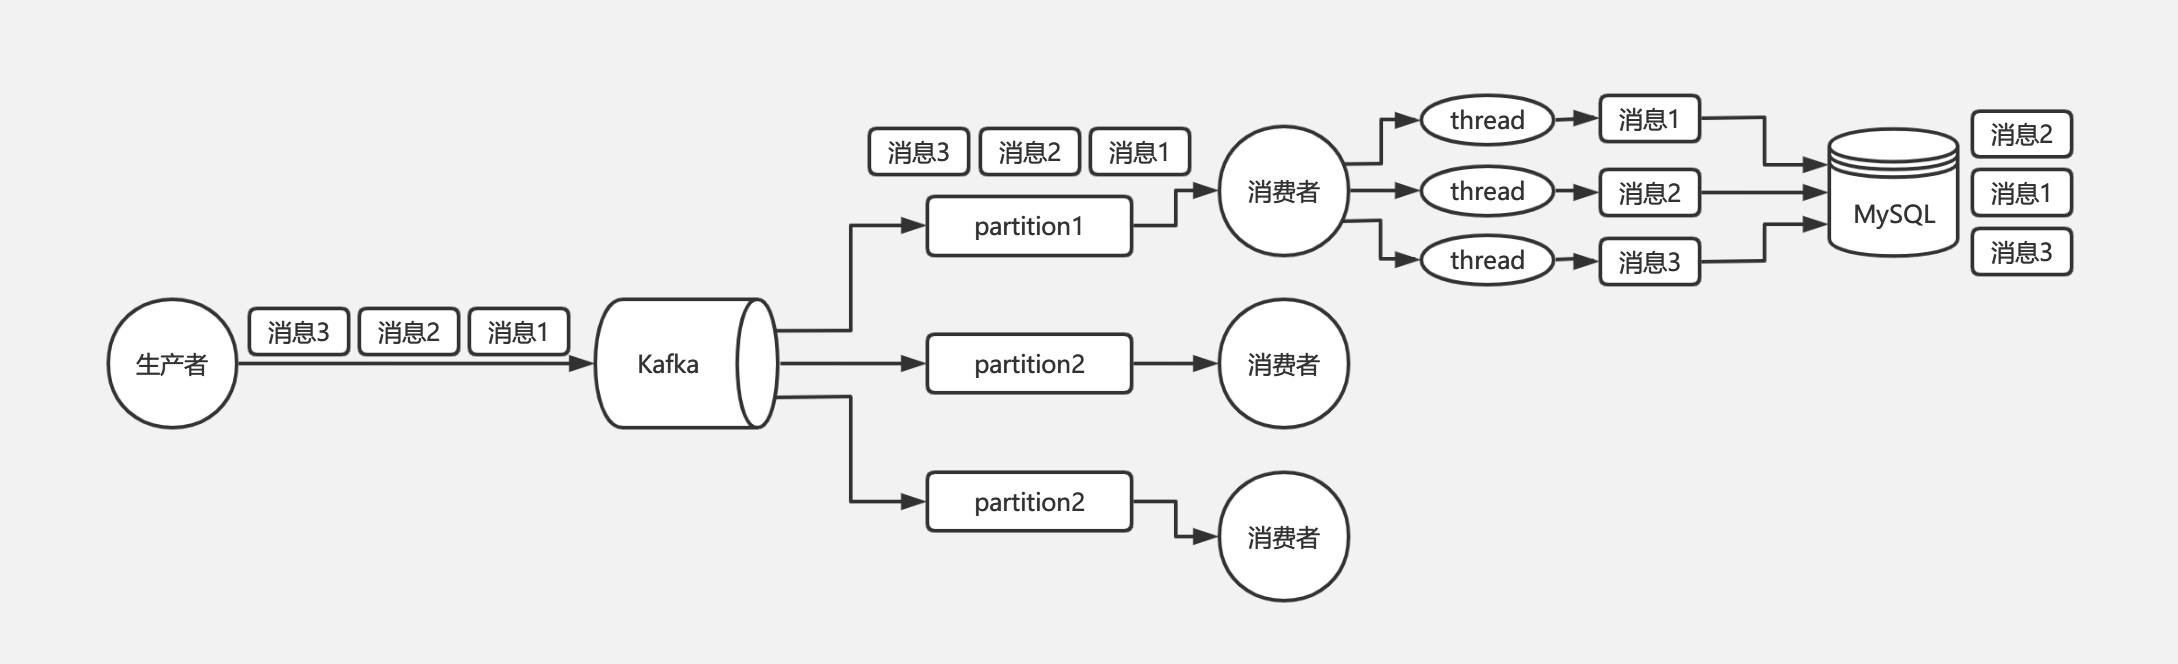 生产者
消息3
消息2
消息1
Kafka
消息3
消息2
消息1
partition1
partition2
partition2
消费者
消费者
消费者
thread
thread
thread
消息1
消息2
消息3
MySQL
消息2
消息1
消息3